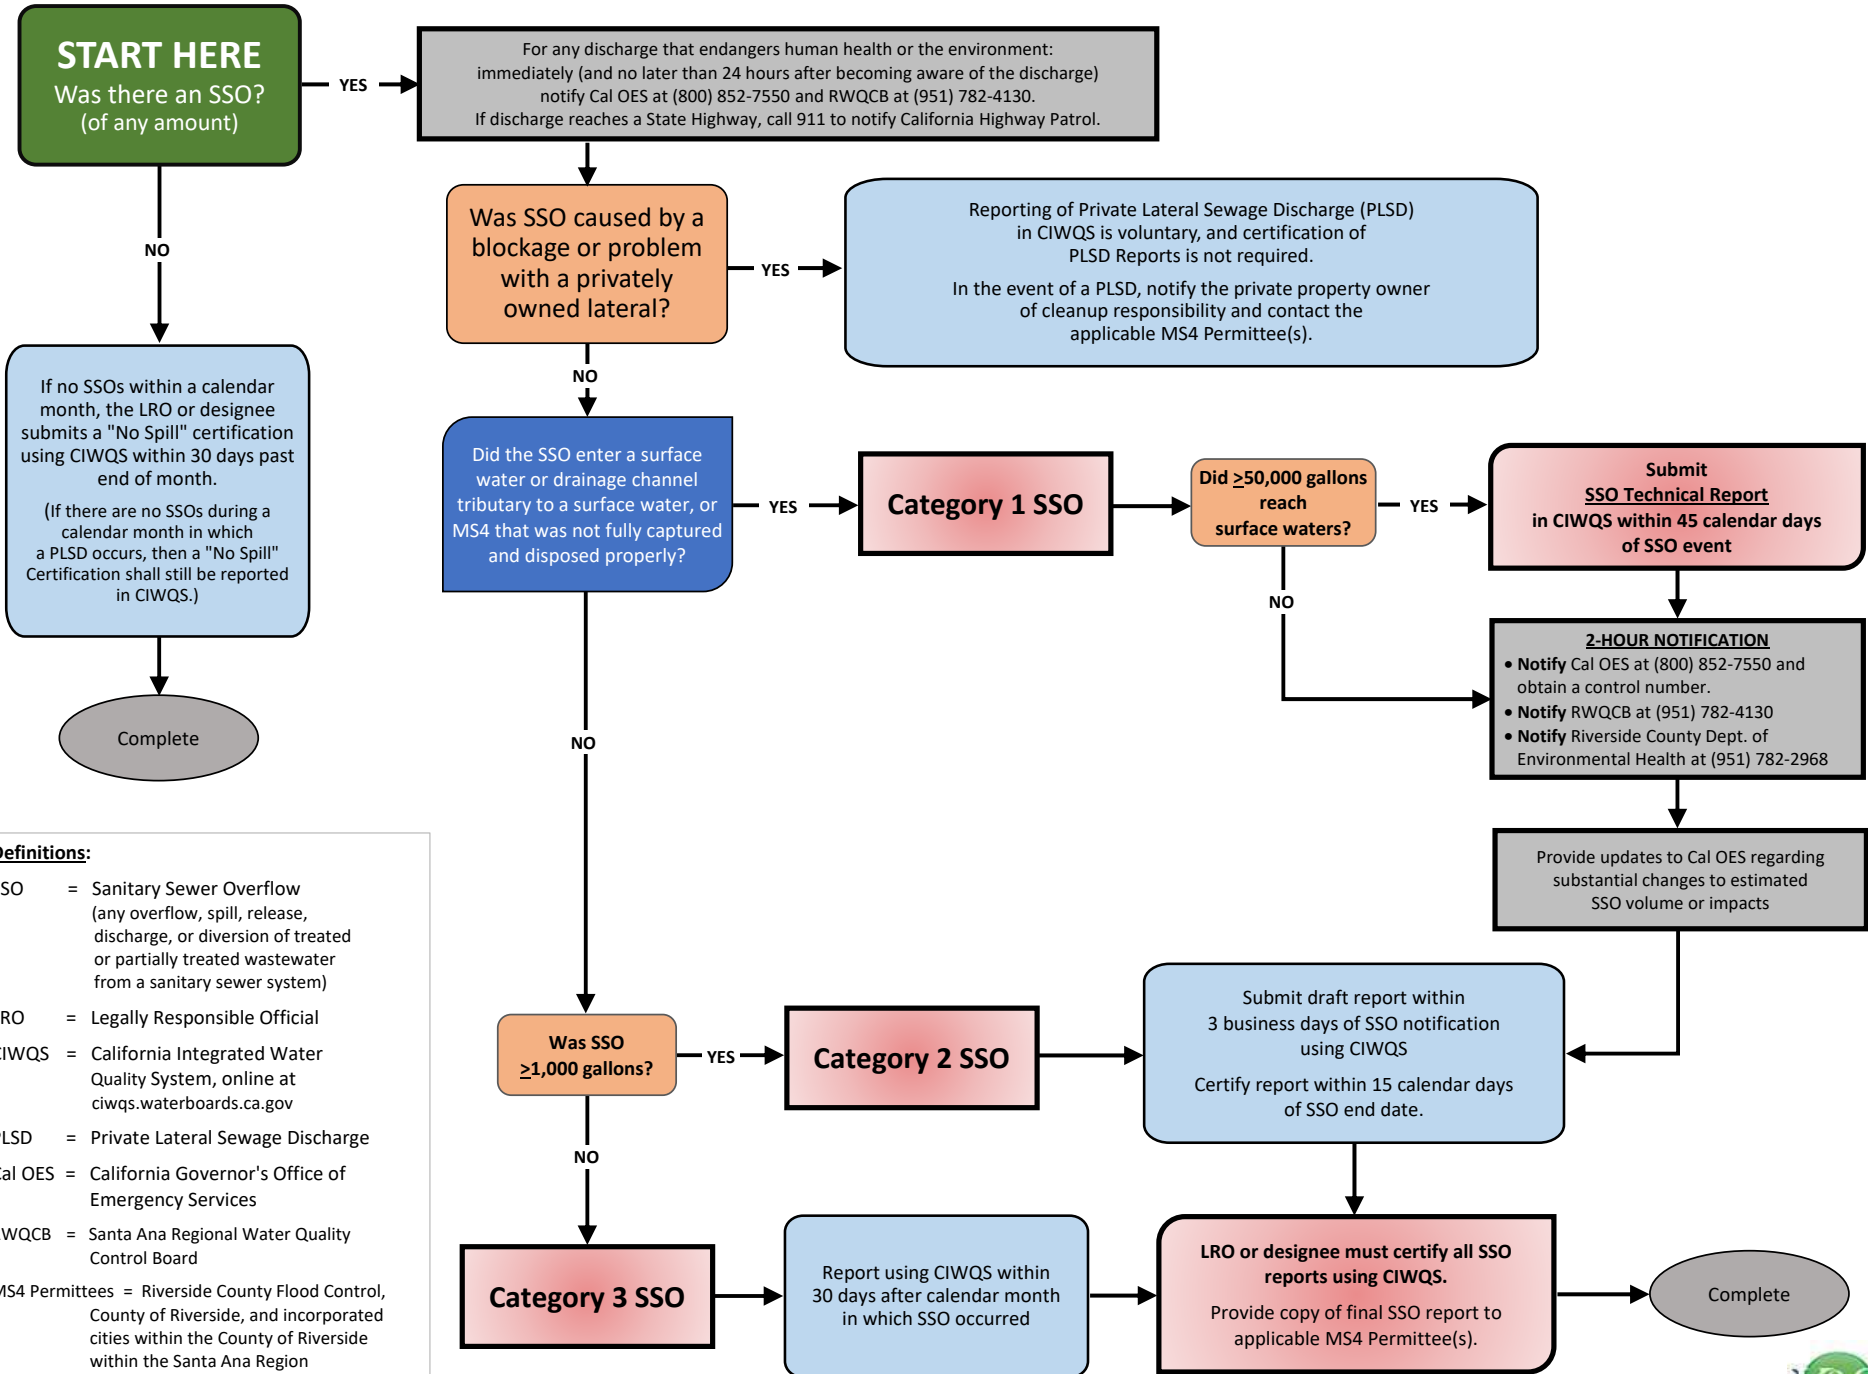 START HERE
Was there an SSO?
(of any amount)
YES
For any discharge that endangers human health or the environment:
immediately (and no later than 24 hours after becoming aware of the discharge)
notify Cal OES at (800) 852-7550 and RWQCB at (951) 782-4130.
If discharge reaches a State Highway, call 911 to notify California Highway Patrol.
NO
Was SSO caused by a
blockage or problem
with a privately
owned lateral?
YES
Reporting of Private Lateral Sewage Discharge (PLSD)
in CIWQS is voluntary, and certification of
PLSD Reports is not required.
In the event of a PLSD, notify the private property owner
of cleanup responsibility and contact the
applicable MS4 Permittee(s).
NO
If no SSOs within a calendar
month, the LRO or designee
submits a "No Spill" certification
using CIWQS within 30 days past
end of month.
(If there are no SSOs during a
calendar month in which
a PLSD occurs, then a "No Spill"
Certification shall still be reported
in CIWQS.)
Complete
Did the SSO enter a surface
water or drainage channel
tributary to a surface water, or
MS4 that was not fully captured
and disposed properly?
YES
Category 1 SSO
Did >50,000 gallons
reach
surface waters?
YES
Submit
SSO Technical Report
in CIWQS within 45 calendar days
of SSO event
NO
2-HOUR NOTIFICATION
• Notify Cal OES at (800) 852-7550 and
obtain a control number.
• Notify RWQCB at (951) 782-4130
• Notify Riverside County Dept. of
Environmental Health at (951) 782-2968
Provide updates to Cal OES regarding
substantial changes to estimated
SSO volume or impacts
NO
Was SSO
>1,000 gallons?
YES
Category 2 SSO
Submit draft report within
3 business days of SSO notification
using CIWQS
Certify report within 15 calendar days
of SSO end date.
NO
Category 3 SSO
Report using CIWQS within
30 days after calendar month
in which SSO occurred
LRO or designee must certify all SSO
reports using CIWQS.
Provide copy of final SSO report to
applicable MS4 Permittee(s).
Complete
Definitions:
SSO = Sanitary Sewer Overflow
(any overflow, spill, release,
discharge, or diversion of treated
or partially treated wastewater
from a sanitary sewer system)
LRO = Legally Responsible Official
CIWQS = California Integrated Water
Quality System, online at
ciwqs.waterboards.ca.gov
PLSD = Private Lateral Sewage Discharge
Cal OES = California Governor's Office of
Emergency Services
RWQCB = Santa Ana Regional Water Quality
Control Board
MS4 Permittees = Riverside County Flood Control,
County of Riverside, and incorporated
cities within the County of Riverside
within the Santa Ana Region